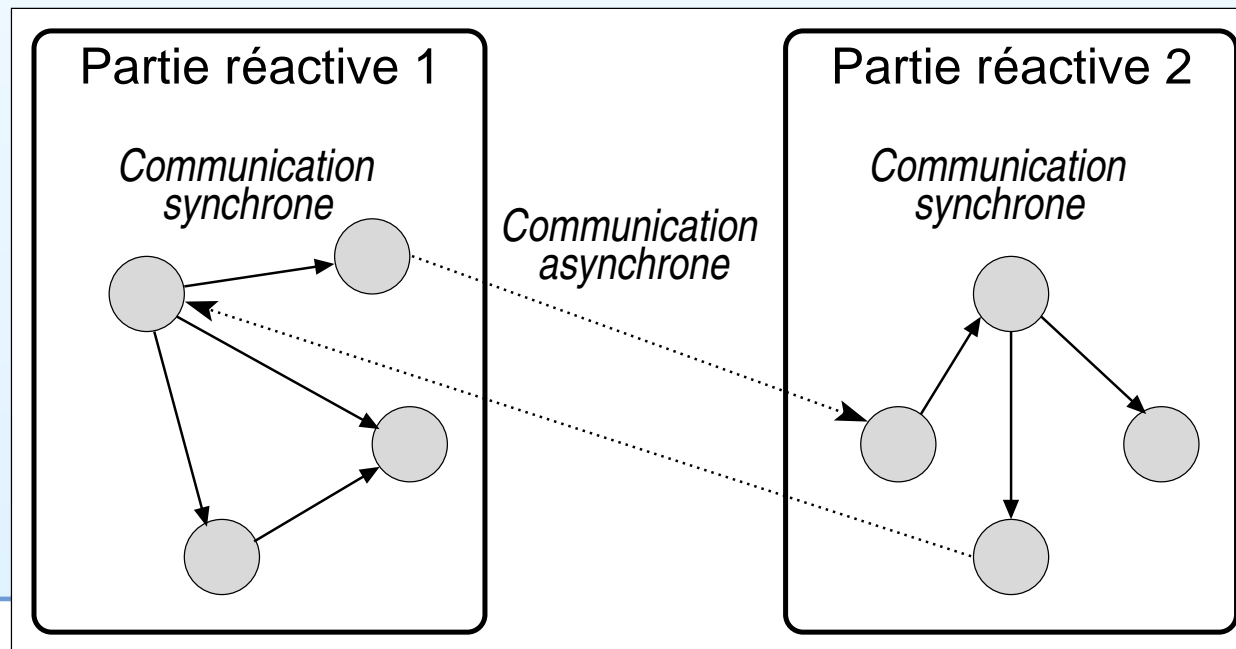 Partie réactive 1
Communication
synchrone
Communication
asynchrone
Partie réactive 2
Communication
synchrone